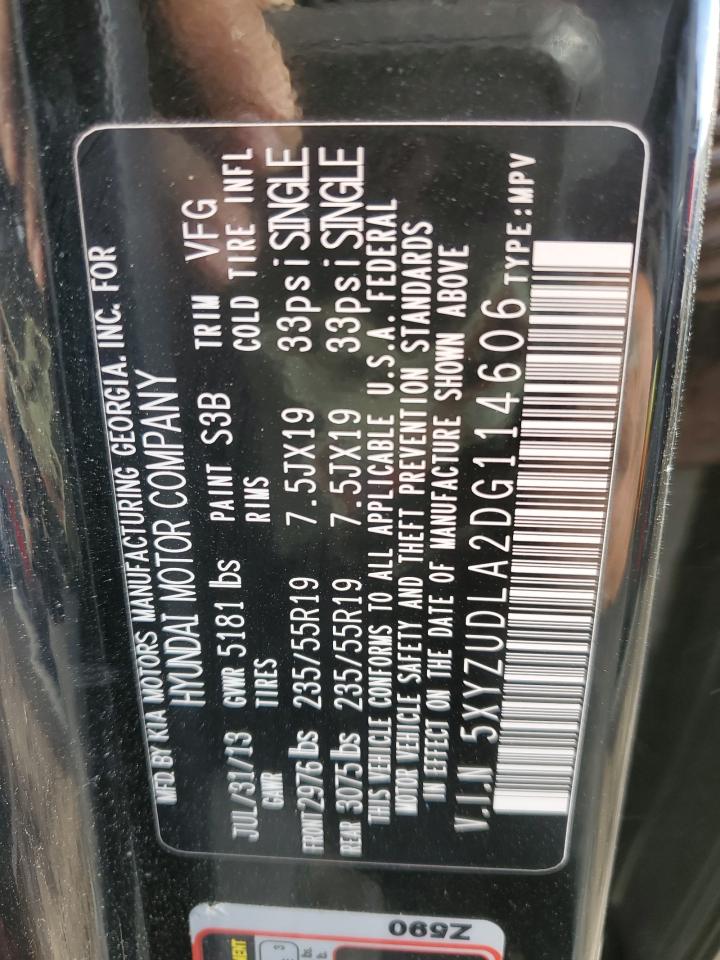 MFD. BY KIA MOTORS MANUFACTURING GEORGIA. INC. FOR
HYUNDAI MOTOR COMPANY
JUL/31/13 GVWR 5181 lbs PAINT S3B TRIM VFG
GAWR TIRES RIMS COLD TIRE INFL
FRONT 2976 lbs 235/55R19 7.5JX19 33psi SINGLE
REAR 3075 lbs 235/55R19 7.5JX19 33psi SINGLE
THIS VEHICLE CONFORMS TO ALL APPLICABLE U.S.A. FEDERAL
MOTOR VEHICLE SAFETY AND THEFT PREVENTION STANDARDS
IN EFFECT ON THE DATE OF MANUFACTURE SHOWN ABOVE
V.I.N 5XYZUDLA2DG114606 TYPE:MPV
Z590